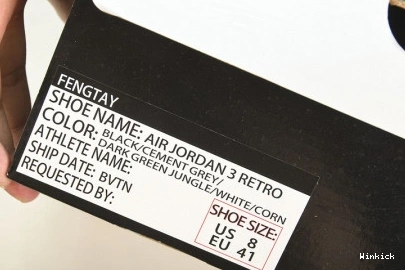 FENGTAY
SHOE NAME: AIR JORDAN 3 RETRO
COLOR: BLACK/CEMENT GREY/
DARK GREEN JUNGLE/WHITE/CORN
ATHLETE NAME:
SHIP DATE: BVTN
REQUESTED BY:
SHOE SIZE:
US 8
EU 41
Winkick